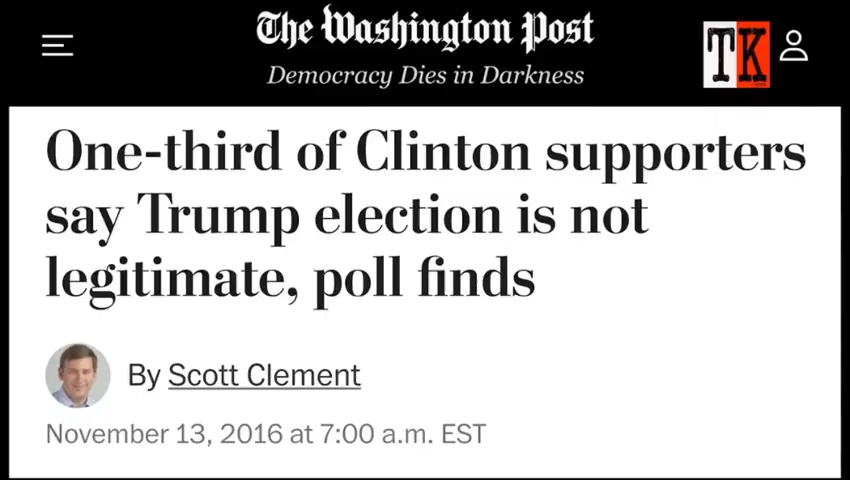 The Washington Post
Democracy Dies in Darkness
TK
One-third of Clinton supporters
say Trump election is not
legitimate, poll finds
By Scott Clement
November 13, 2016 at 7:00 a.m. EST